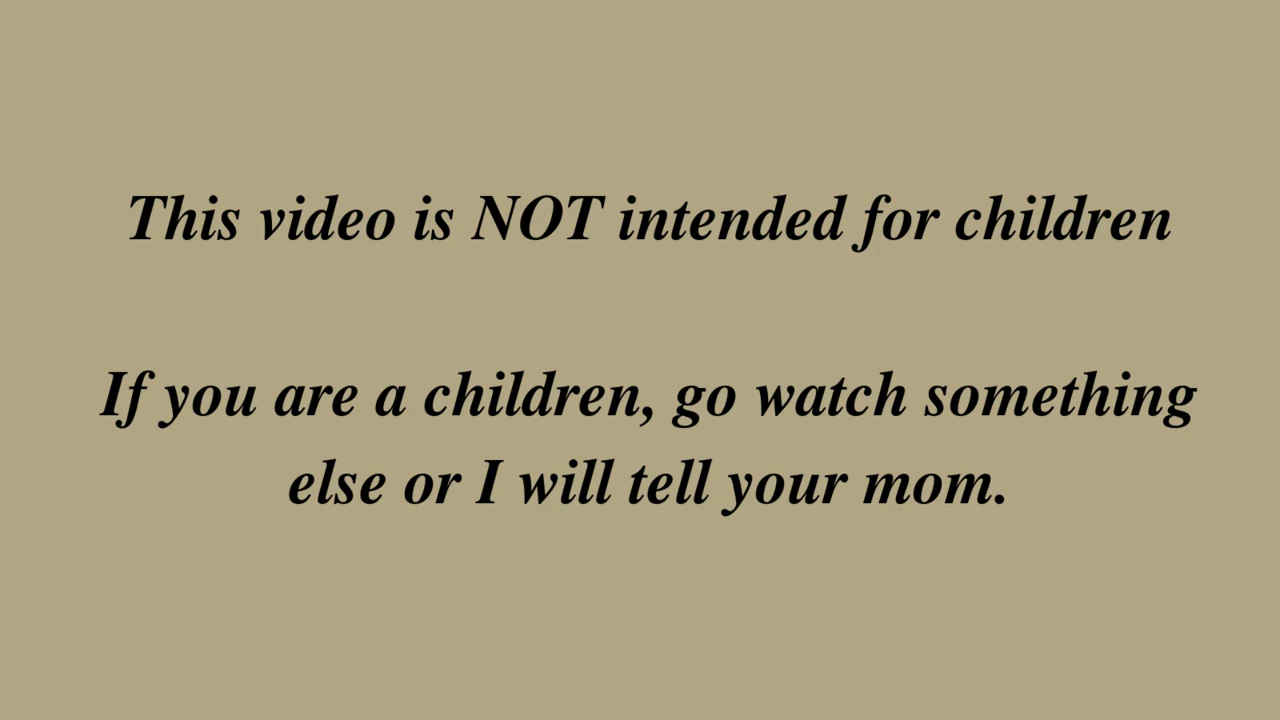 This video is NOT intended for children
If you are a children, go watch something
else or I will tell your mom.